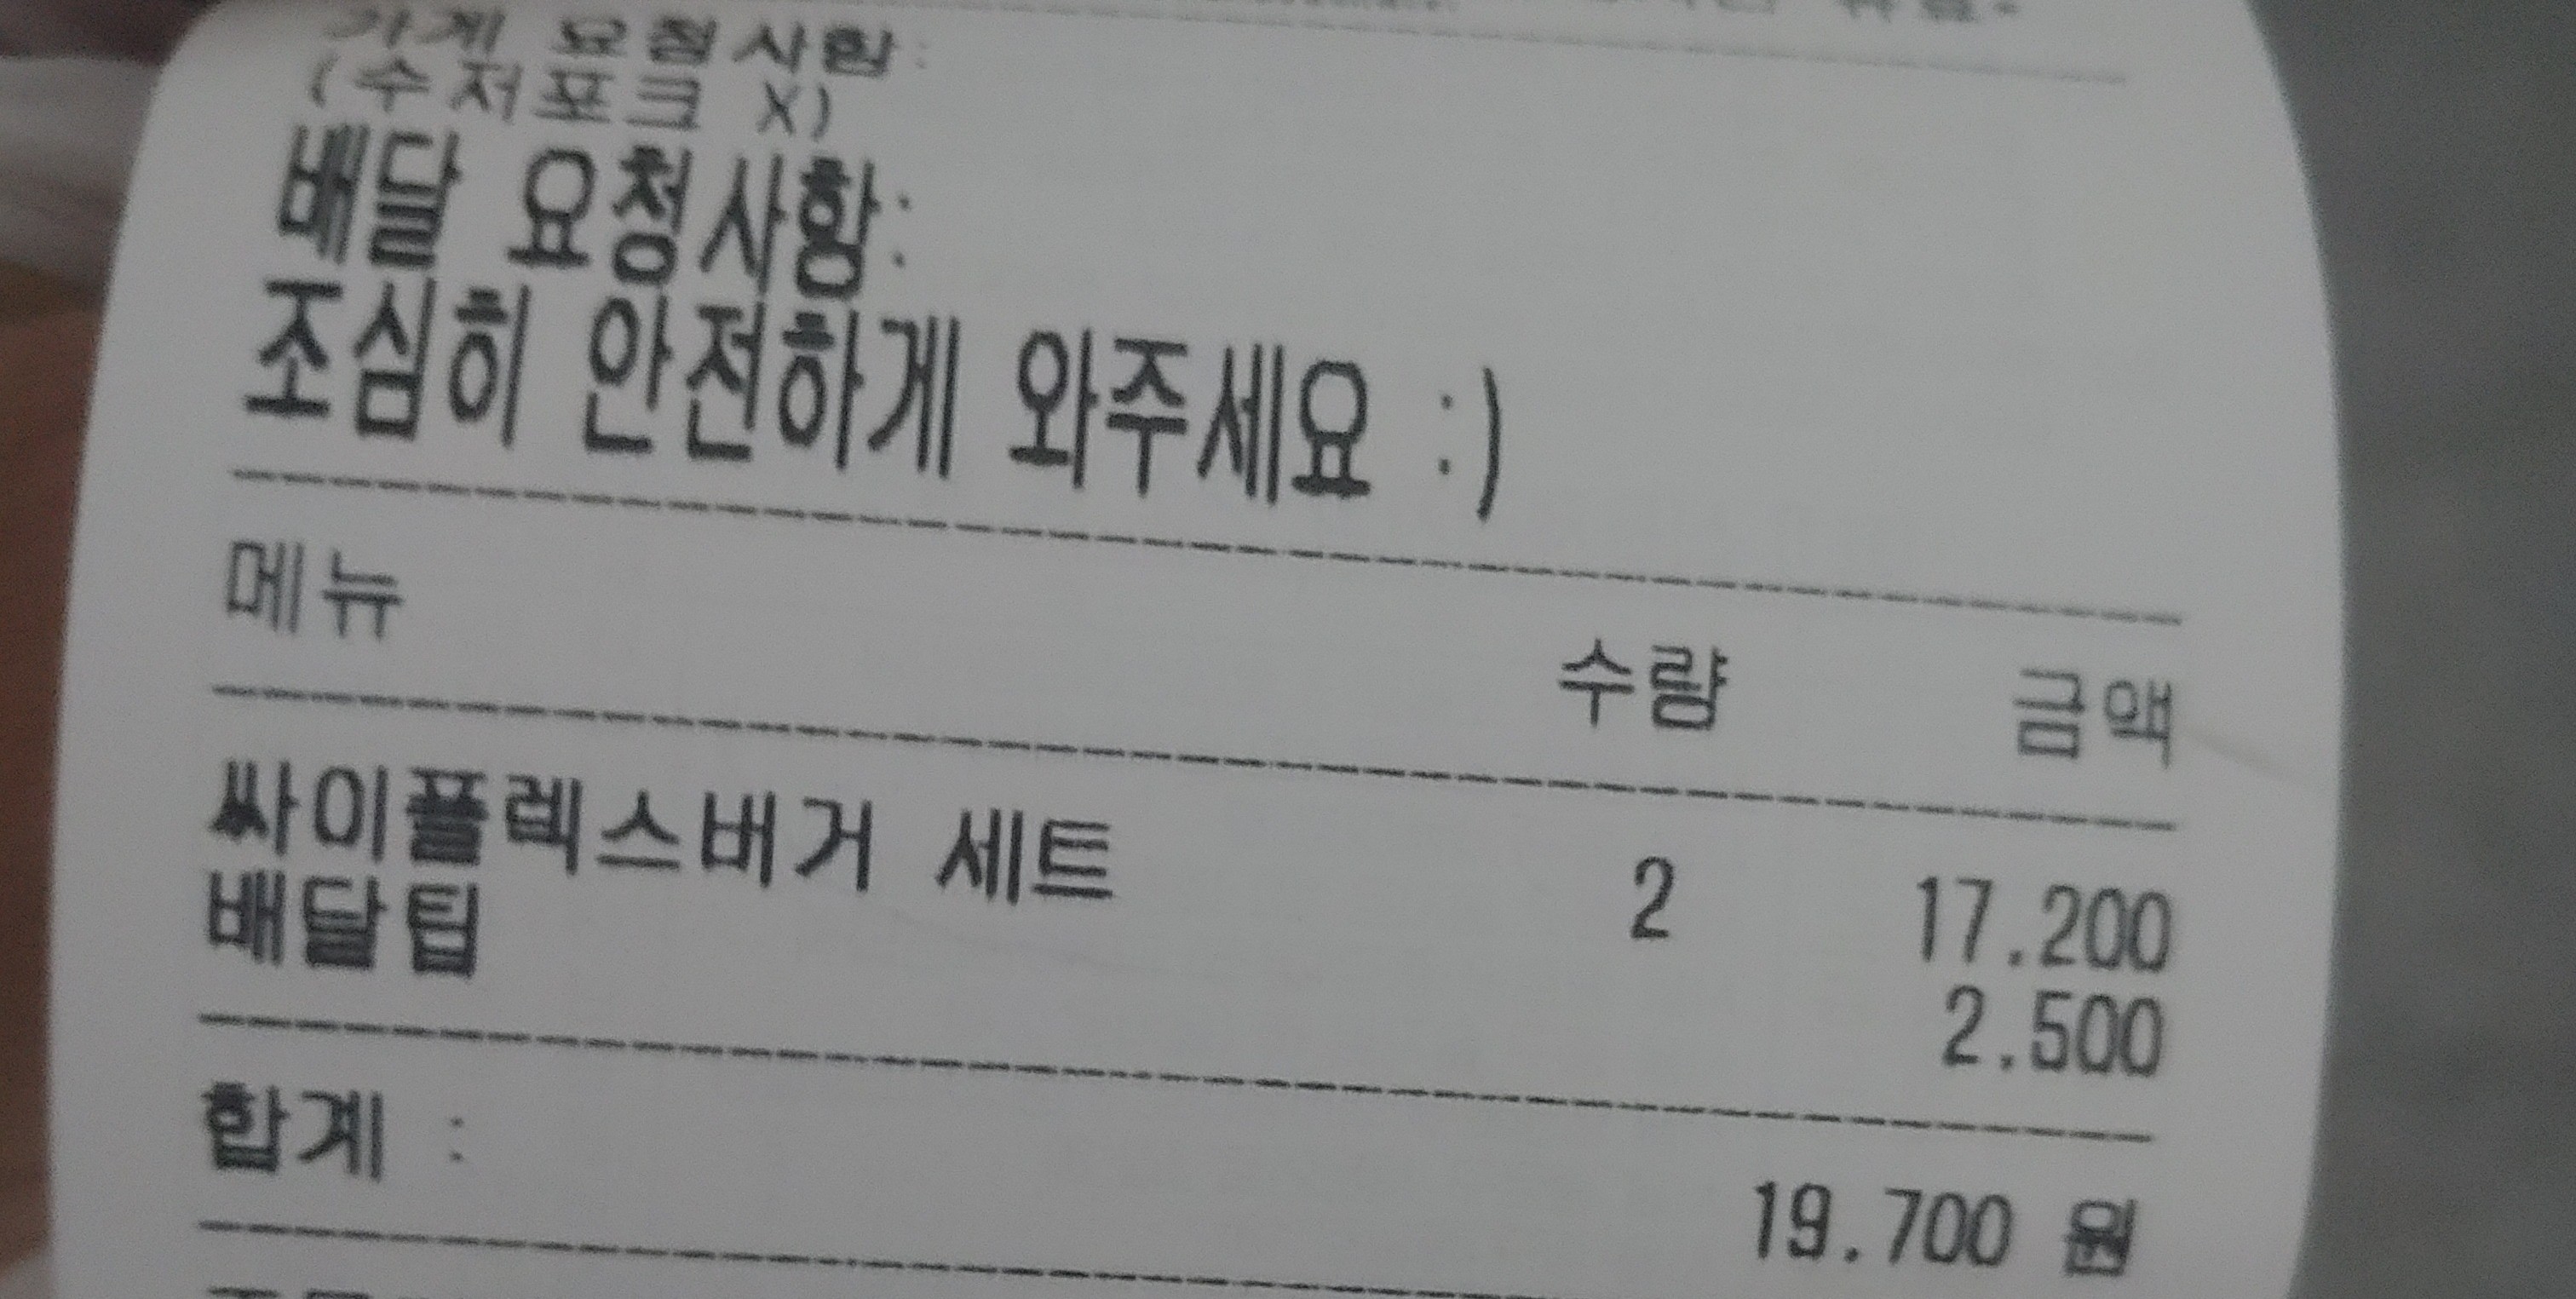 가게 요청사항:
(수저포크 X)
배달 요청사항:
조심히 안전하게 와주세요 :)
메뉴 수량 금액
싸이플렉스버거 세트 2 17.200
배달팁 2.500
합계 : 19.700 원